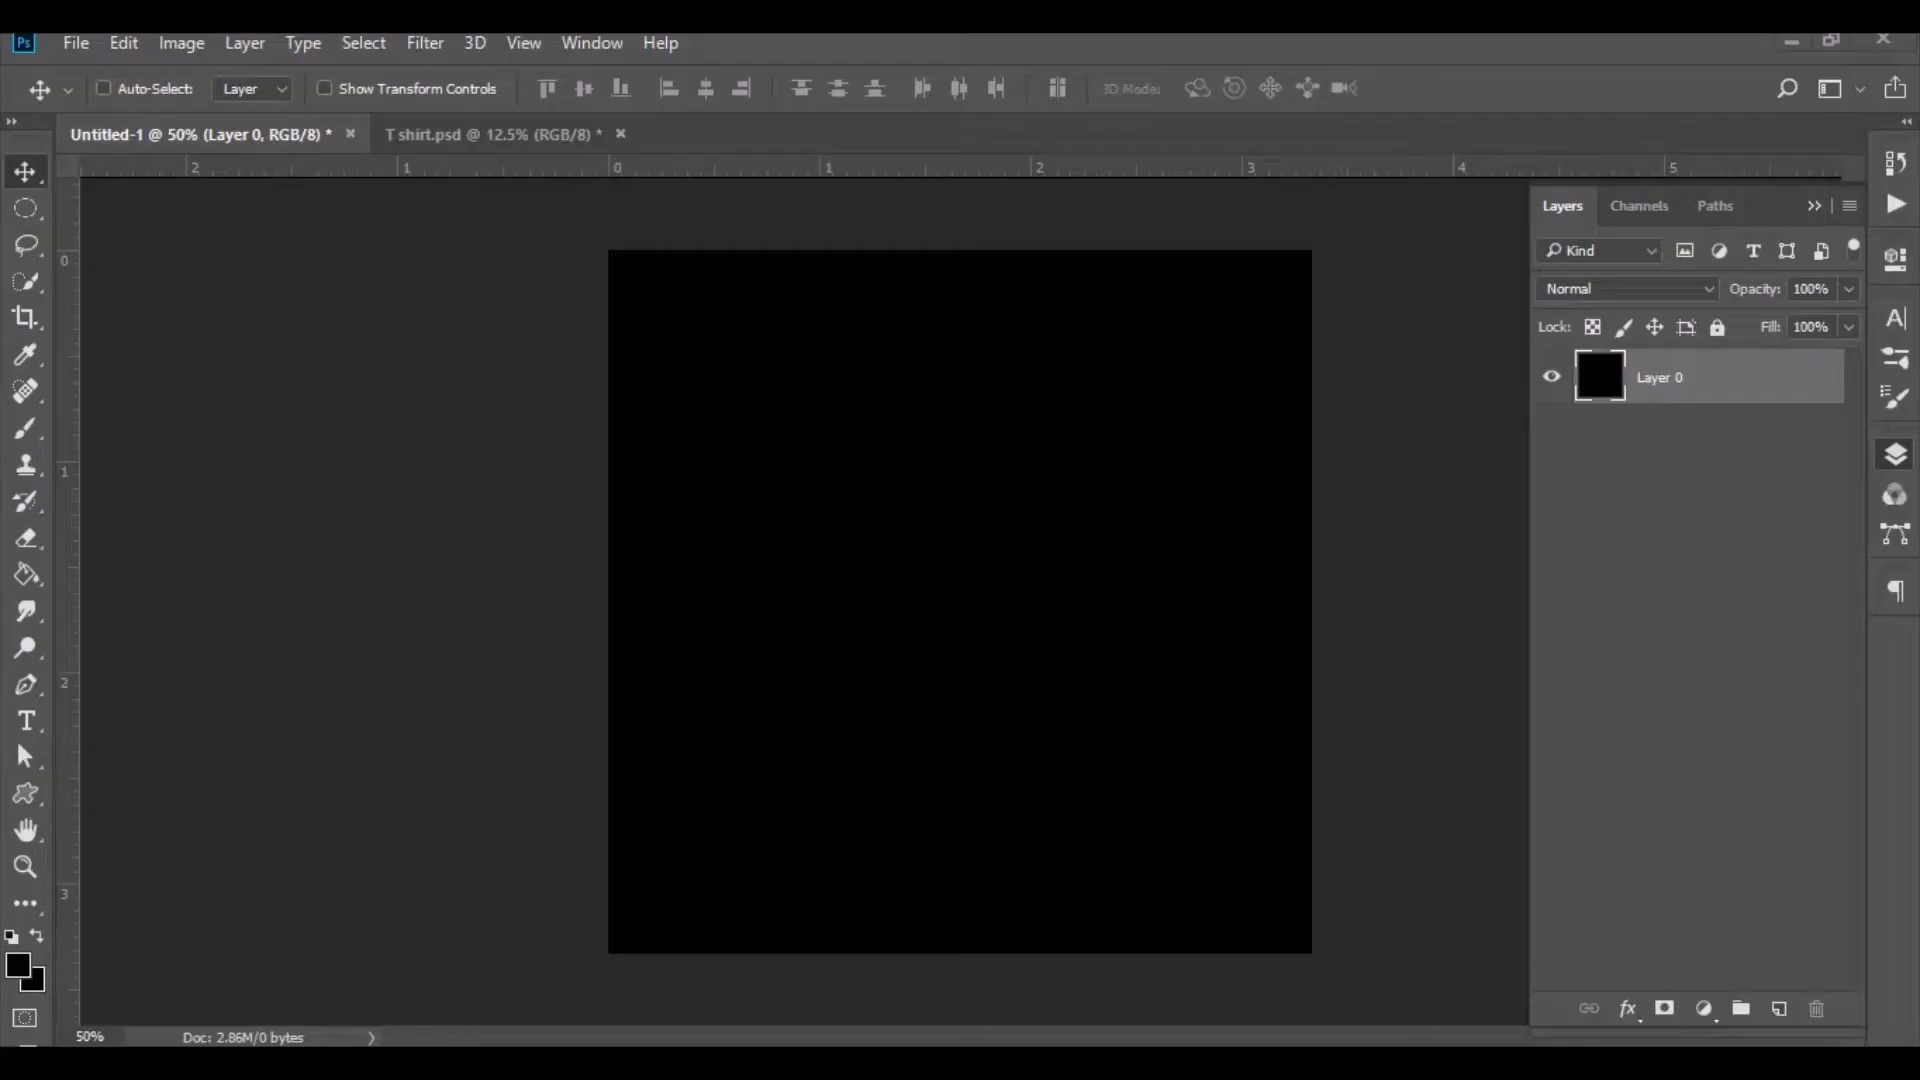 Ps File Edit Image Layer Type Select Filter 3D View Window Help
Auto-Select: Layer Show Transform Controls 3D Mode:
Untitled-1 @ 50% (Layer 0, RGB/8) * T shirt.psd @ 12.5% (RGB/8) *
2 1 0 1 2 3 4 5
Layers Channels Paths
Kind
0
Normal Opacity: 100%
Lock: Fill: 100%
Layer 0
1
2
3
50% Doc: 2.86M/0 bytes